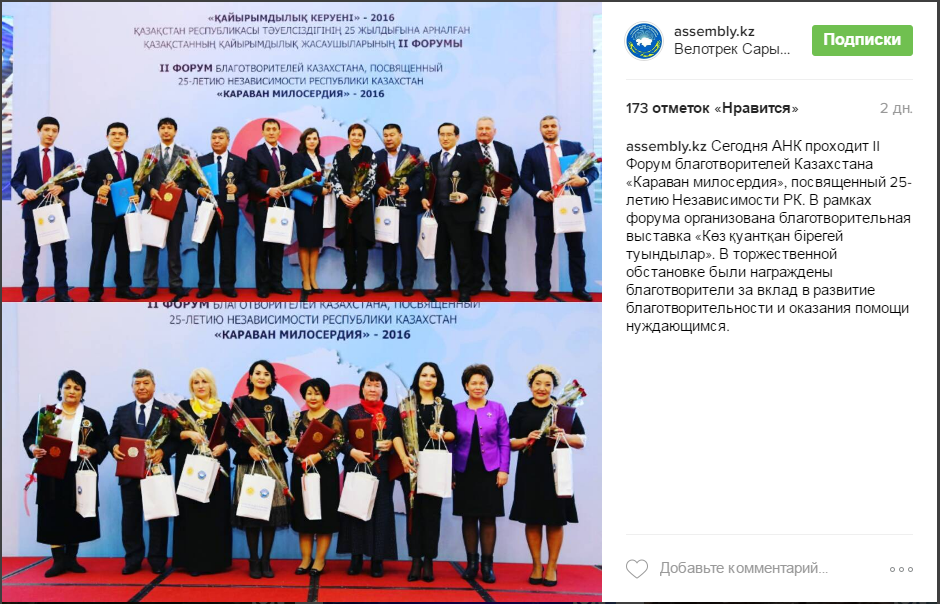 «ҚАЙЫРЫМДЫЛЫҚ КЕРУЕНІ» - 2016
ҚАЗАҚСТАН РЕСПУБЛИКАСЫ ТӘУЕЛСІЗДІГІНІҢ 25 ЖЫЛДЫҒЫНА АРНАЛҒАН
ҚАЗАҚСТАННЫҢ ҚАЙЫРЫМДЫЛЫҚ ЖАСАУШЫЛАРЫНЫҢ II ФОРУМЫ
II ФОРУМ БЛАГОТВОРИТЕЛЕЙ КАЗАХСТАНА, ПОСВЯЩЕННЫЙ
25-ЛЕТИЮ НЕЗАВИСИМОСТИ РЕСПУБЛИКИ КАЗАХСТАН
«КАРАВАН МИЛОСЕРДИЯ» - 2016
II ФОРУМ БЛАГОТВОРИТЕЛЕЙ КАЗАХСТАНА, ПОСВЯЩЕННЫЙ
25-ЛЕТИЮ НЕЗАВИСИМОСТИ РЕСПУБЛИКИ КАЗАХСТАН
«КАРАВАН МИЛОСЕРДИЯ» - 2016
assembly.kz
Велотрек Сары...
Подписки
173 отметок «Нравится»
2 дн.
assembly.kz Сегодня АНК проходит II
Форум благотворителей Казахстана
«Караван милосердия», посвященный 25-
летию Независимости РК. В рамках
форума организована благотворительная
выставка «Көз қуантқан бірегей
туындылар». В торжественной
обстановке были награждены
благотворители за вклад в развитие
благотворительности и оказания помощи
нуждающимся.
Добавьте комментарий...